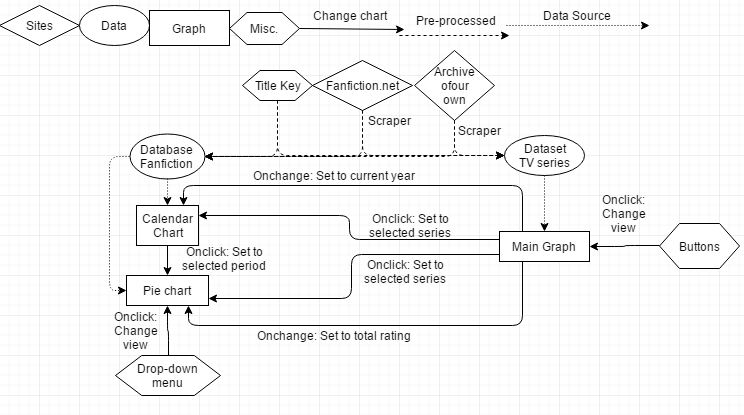 Sites
Data
Graph
Misc.
Change chart
Pre-processed
Data Source
Title Key
Fanfiction.net
Archive
ofour
own
Scraper
Scraper
Database
Fanfiction
Dataset
TV series
Onchange: Set to current year
Onclick:
Change
view
Calendar
Chart
Onclick: Set to
selected series
Main Graph
Buttons
Onclick: Set to
selected period
Onclick: Set to
selected series
Pie chart
Onclick:
Change
view
Onchange: Set to total rating
Drop-down
menu